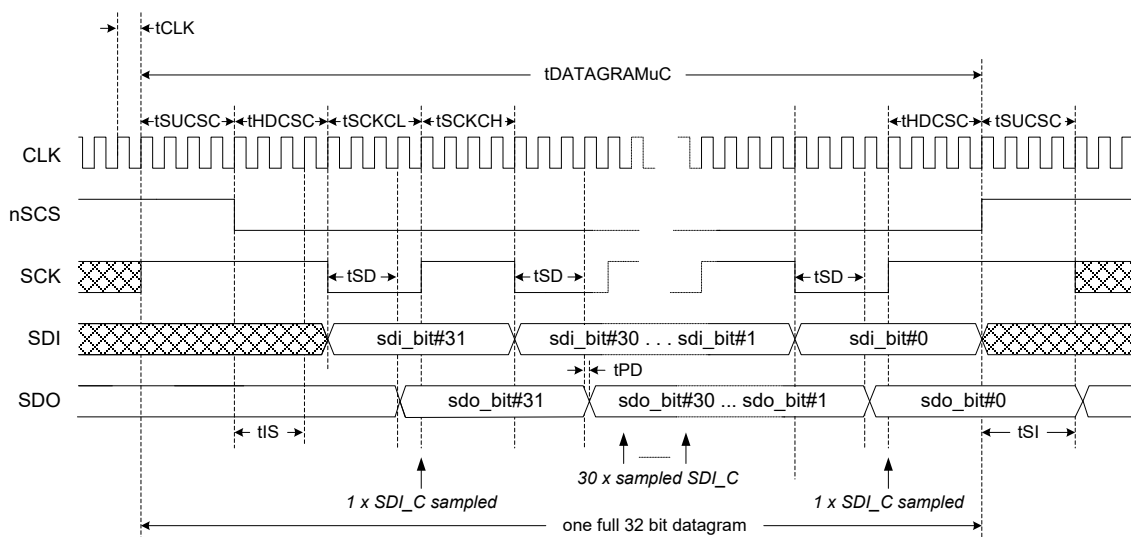 tCLK
tDATAGRAMuC
tSUCSC tHDCSC tSCKCL tSCKCH tHDCSC tSUCSC
CLK
nSCS
SCK tSD tSD tSD
SDI sdi_bit#31 sdi_bit#30 . . . sdi_bit#1 sdi_bit#0
tPD
SDO sdo_bit#31 sdo_bit#30 ... sdo_bit#1 sdo_bit#0
tIS tSI
30 x sampled SDI_C
1 x SDI_C sampled 1 x SDI_C sampled
one full 32 bit datagram